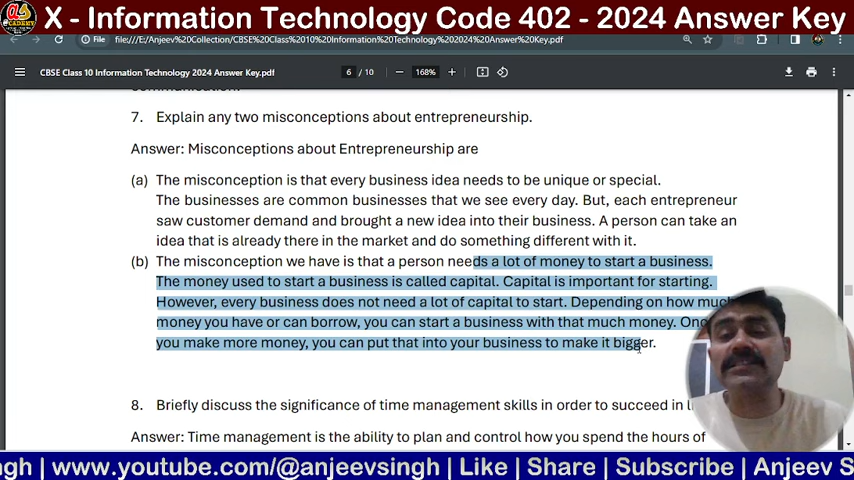 ACADEMY
X - Information Technology Code 402 - 2024 Answer Key
File file:///E:/Anjeev%20Collection/CBSE%20Class%2010%20Information%20Technology%202024%20Answer%20Key.pdf
CBSE Class 10 Information Technology 2024 Answer Key.pdf 6 / 10 − 168% +
communication.
7. Explain any two misconceptions about entrepreneurship.
Answer: Misconceptions about Entrepreneurship are
(a) The misconception is that every business idea needs to be unique or special.
The businesses are common businesses that we see every day. But, each entrepreneur
saw customer demand and brought a new idea into their business. A person can take an
idea that is already there in the market and do something different with it.
(b) The misconception we have is that a person needs a lot of money to start a business.
The money used to start a business is called capital. Capital is important for starting.
However, every business does not need a lot of capital to start. Depending on how much
money you have or can borrow, you can start a business with that much money. Onc
you make more money, you can put that into your business to make it bigger.
8. Briefly discuss the significance of time management skills in order to succeed in l
Answer: Time management is the ability to plan and control how you spend the hours of
ngh | www.youtube.com/@anjeevsingh | Like | Share | Subscribe | Anjeev S